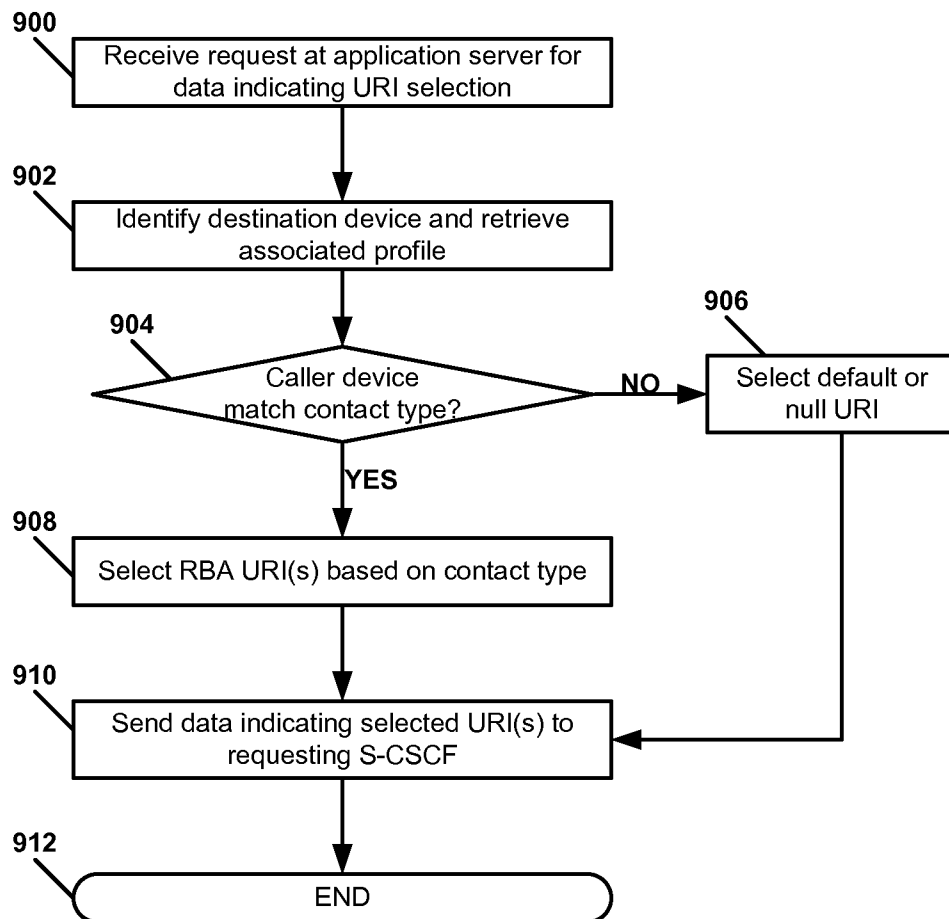 900
Receive request at application server for
data indicating URI selection
902
Identify destination device and retrieve
associated profile
904
Caller device
match contact type?
NO
906
Select default or
null URI
YES
908
Select RBA URI(s) based on contact type
910
Send data indicating selected URI(s) to
requesting S-CSCF
912
END